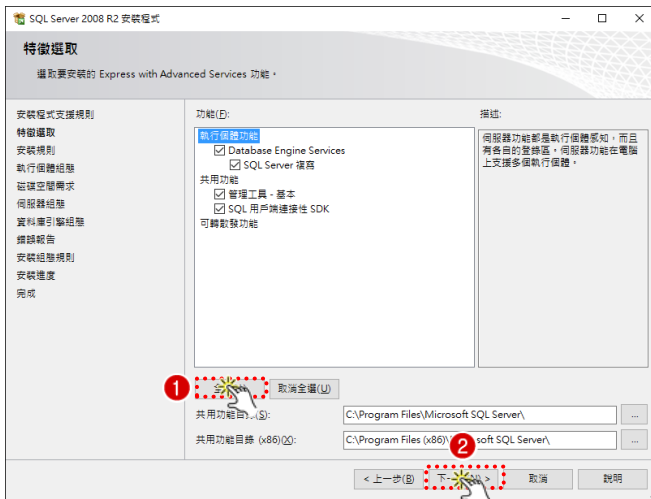 SQL Server 2008 R2 安裝程式
特徵選取
選取要安裝的 Express with Advanced Services 功能。
安裝程式支援規則
特徵選取
安裝規則
執行個體組態
磁碟空間需求
伺服器組態
資料庫引擎組態
錯誤報告
安裝組態規則
安裝進度
完成
功能(F):
執行個體功能
Database Engine Services
SQL Server 複寫
共用功能
管理工具 - 基本
SQL 用戶端連接性 SDK
可轉散發功能
描述:
伺服器功能都是執行個體感知，而且
有各自的登錄區。伺服器功能在電腦
上支援多個執行個體。
1
全
取消全選(U)
共用功能目 (S):
C:\Program Files\Microsoft SQL Server\
...
共用功能目錄 (x86)(X):
C:\Program Files (x86)\ soft SQL Server\
...
2
< 上一步(B)
下一 >
取消
說明